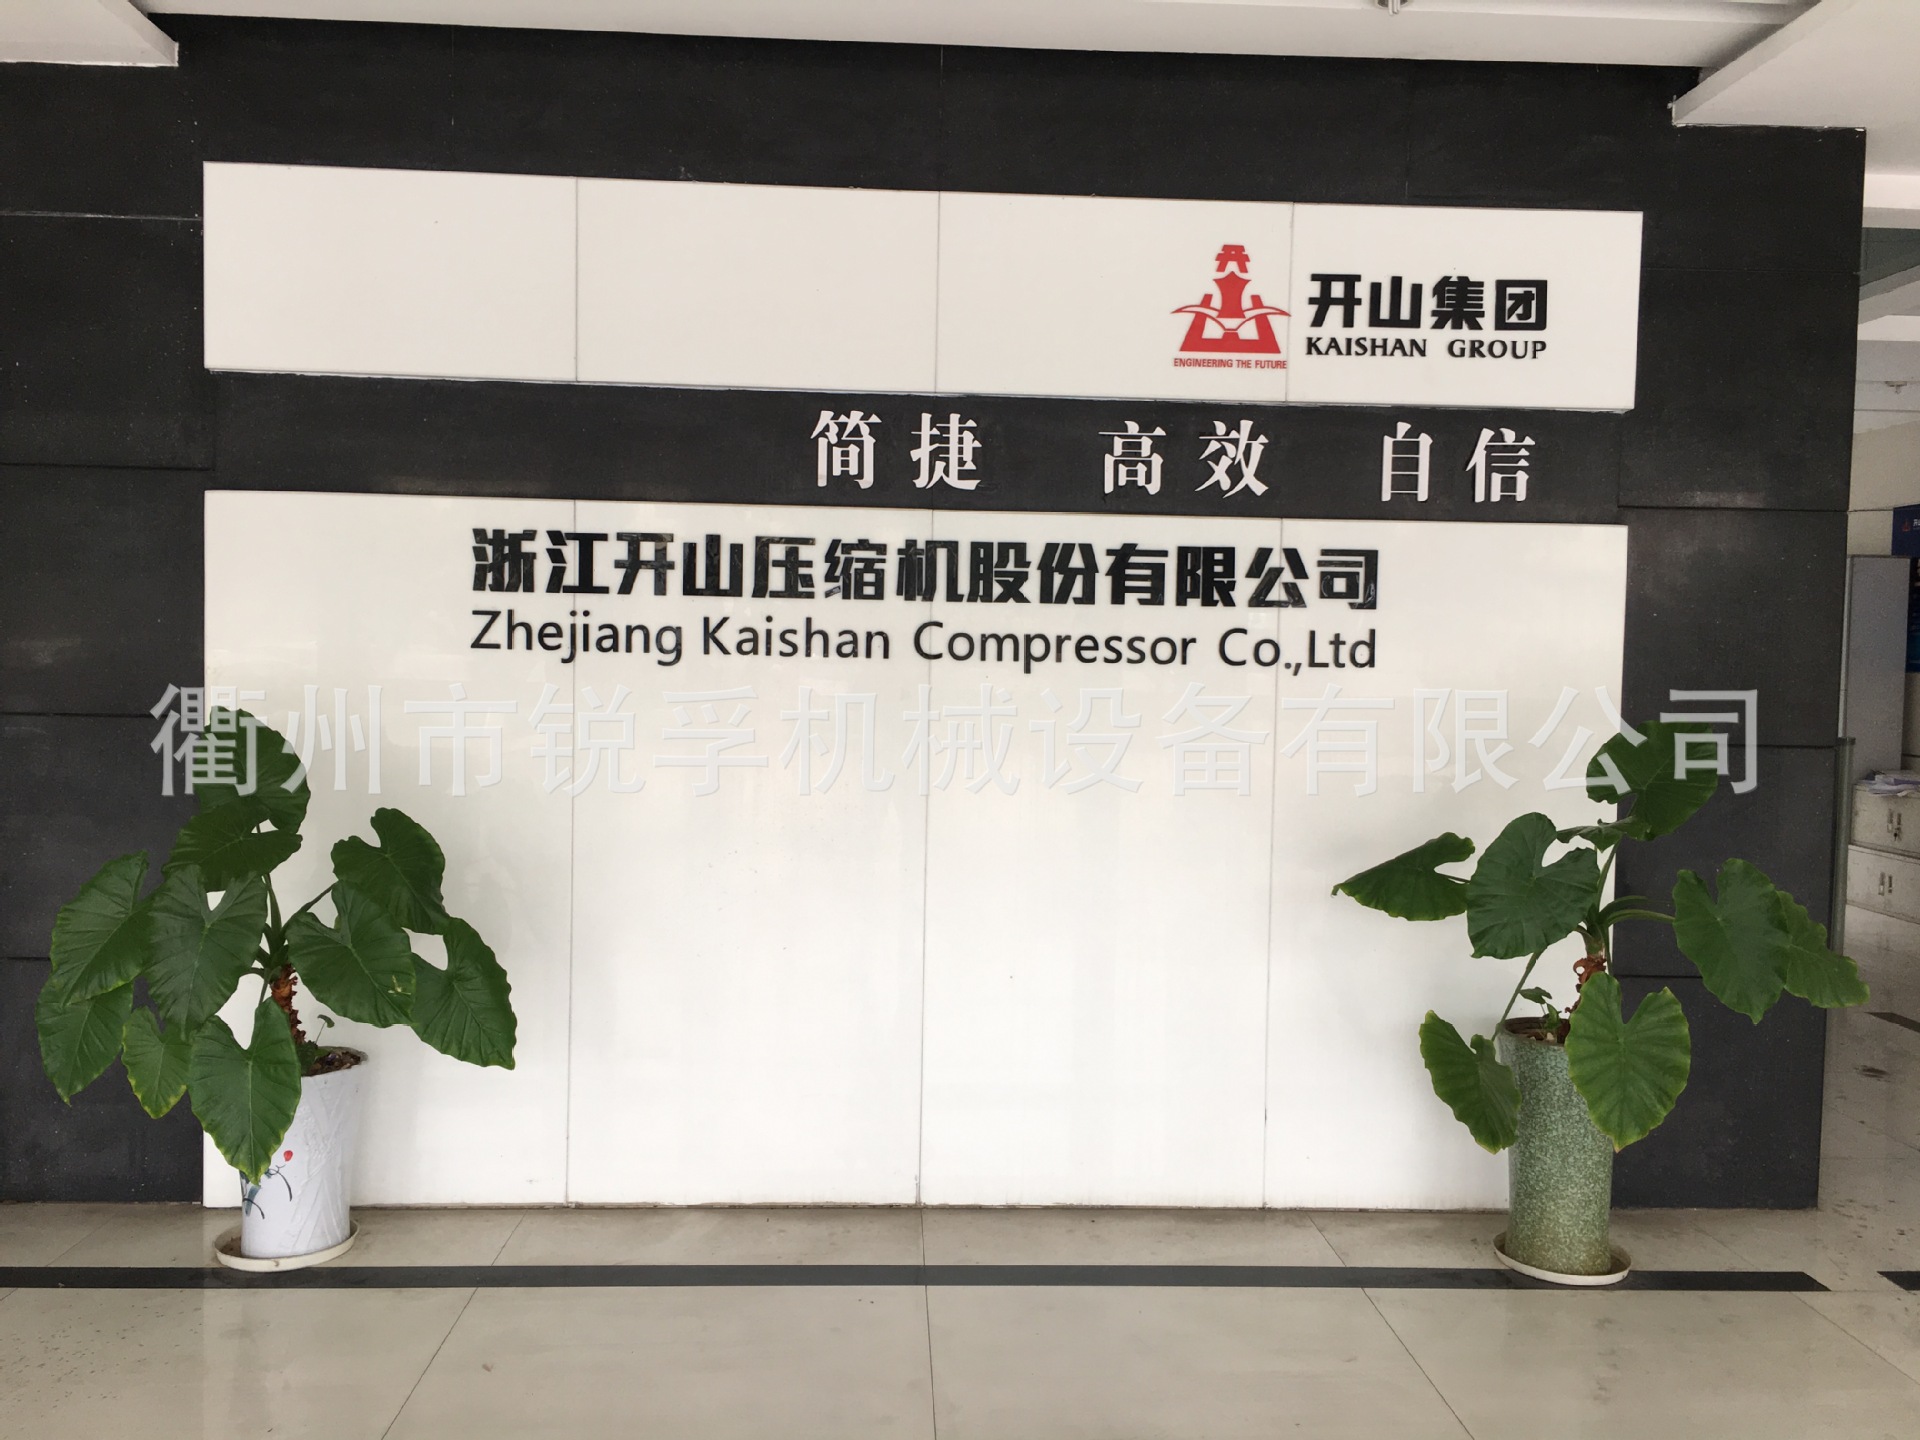 开山集团
KAISHAN GROUP
ENGINEERING THE FUTURE
简捷 高效 自信
浙江开山压缩机股份有限公司
Zhejiang Kaishan Compressor Co.,Ltd
衢州市锐孚机械设备有限公司